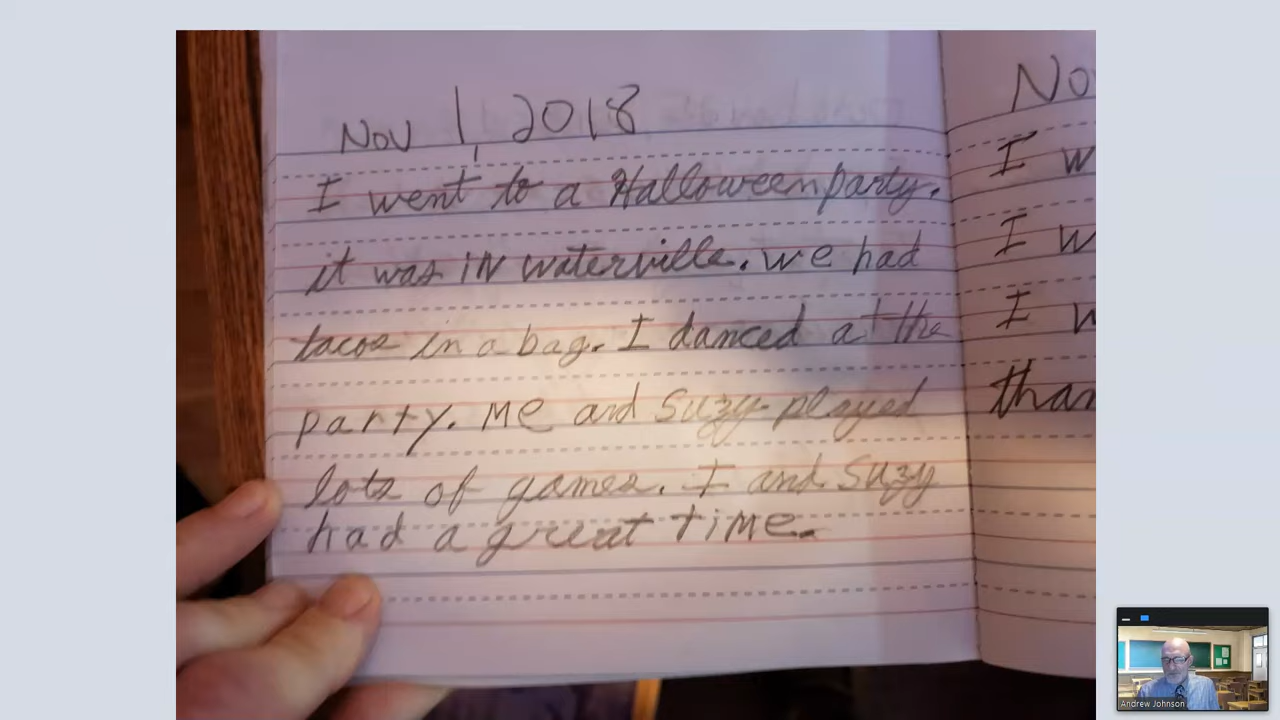 Nov 1, 2018
I went to a Halloween party.
it was IN waterville. we had
tacos in a bag. I danced at the
party. Me and Suzy played
lots of games. I and Suzy
had a great time.
No
I w
I w
I w
than
Andrew Johnson